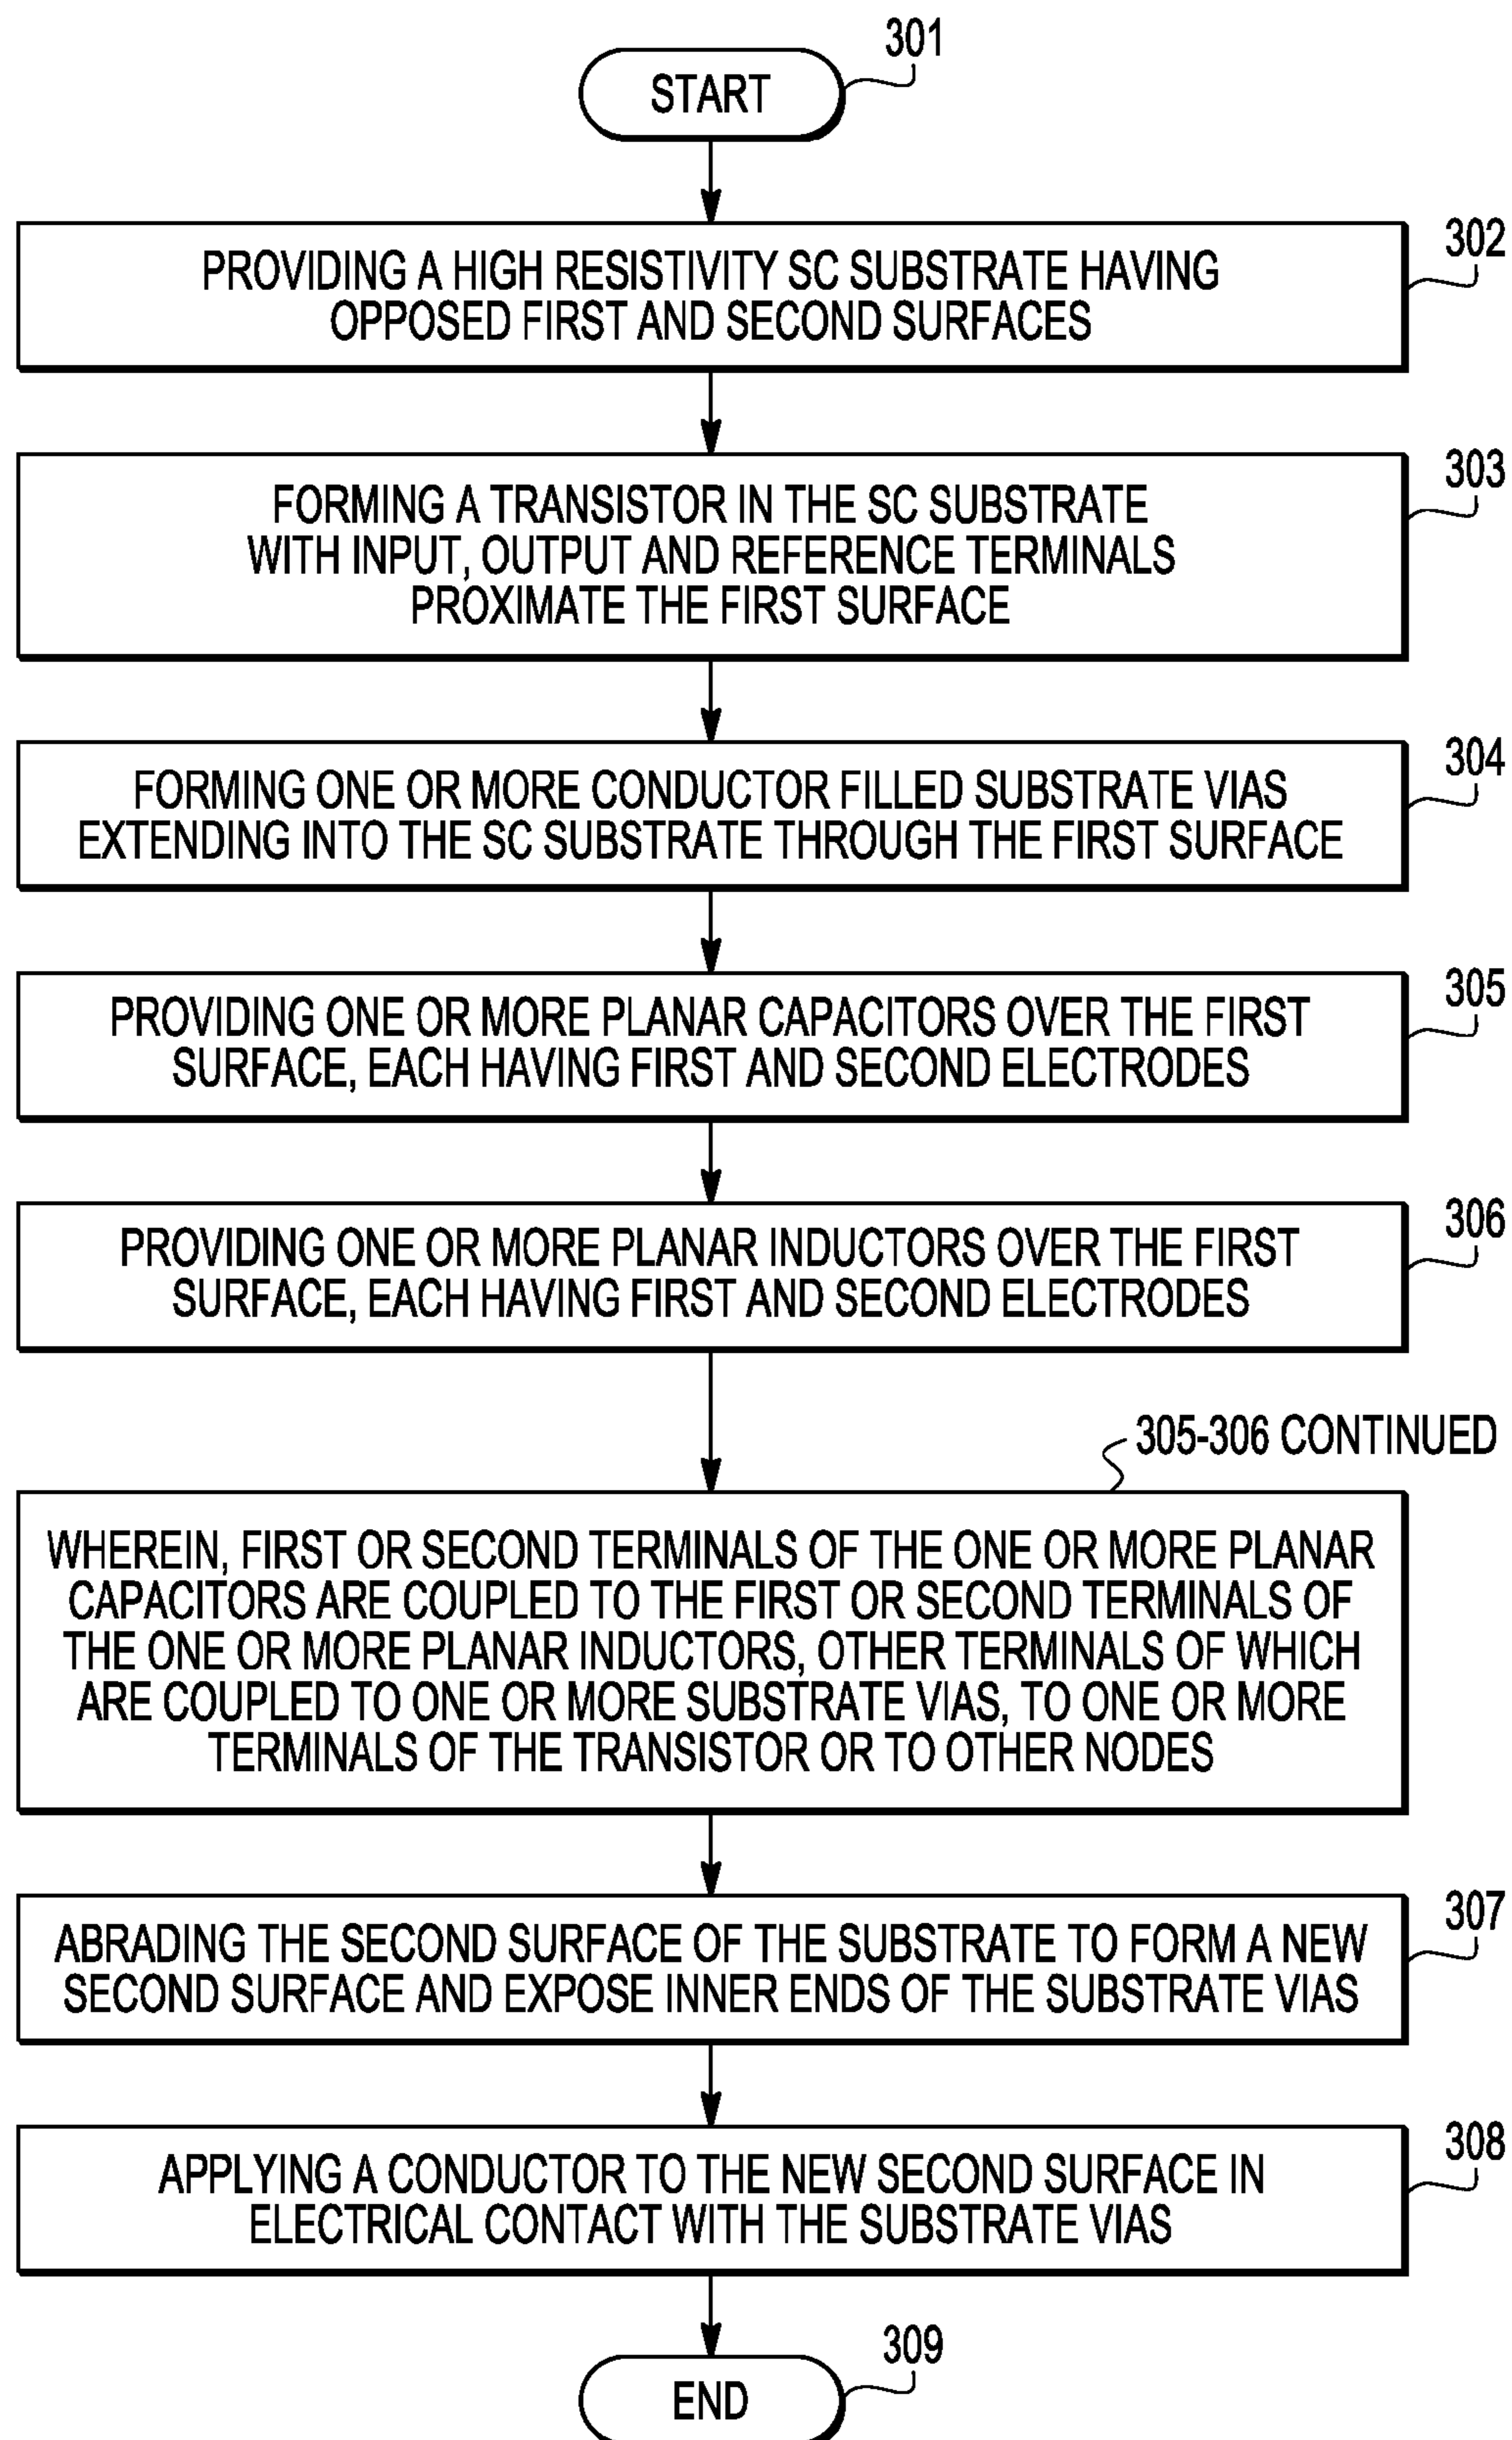 301
START
302
PROVIDING A HIGH RESISTIVITY SC SUBSTRATE HAVING
OPPOSED FIRST AND SECOND SURFACES
303
FORMING A TRANSISTOR IN THE SC SUBSTRATE
WITH INPUT, OUTPUT AND REFERENCE TERMINALS
PROXIMATE THE FIRST SURFACE
304
FORMING ONE OR MORE CONDUCTOR FILLED SUBSTRATE VIAS
EXTENDING INTO THE SC SUBSTRATE THROUGH THE FIRST SURFACE
305
PROVIDING ONE OR MORE PLANAR CAPACITORS OVER THE FIRST
SURFACE, EACH HAVING FIRST AND SECOND ELECTRODES
306
PROVIDING ONE OR MORE PLANAR INDUCTORS OVER THE FIRST
SURFACE, EACH HAVING FIRST AND SECOND ELECTRODES
305-306 CONTINUED
WHEREIN, FIRST OR SECOND TERMINALS OF THE ONE OR MORE PLANAR
CAPACITORS ARE COUPLED TO THE FIRST OR SECOND TERMINALS OF
THE ONE OR MORE PLANAR INDUCTORS, OTHER TERMINALS OF WHICH
ARE COUPLED TO ONE OR MORE SUBSTRATE VIAS, TO ONE OR MORE
TERMINALS OF THE TRANSISTOR OR TO OTHER NODES
307
ABRADING THE SECOND SURFACE OF THE SUBSTRATE TO FORM A NEW
SECOND SURFACE AND EXPOSE INNER ENDS OF THE SUBSTRATE VIAS
308
APPLYING A CONDUCTOR TO THE NEW SECOND SURFACE IN
ELECTRICAL CONTACT WITH THE SUBSTRATE VIAS
309
END